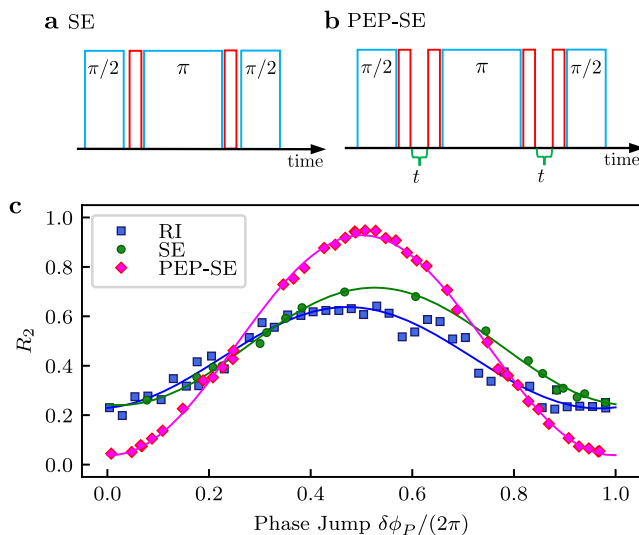 a SE
π/2 π π/2
time
b PEP-SE
π/2 π π/2
time
t t
c
RI
SE
PEP-SE
R₂
1.0
0.8
0.6
0.4
0.2
0.0
0.0 0.2 0.4 0.6 0.8 1.0
Phase Jump δϕ_P/(2π)